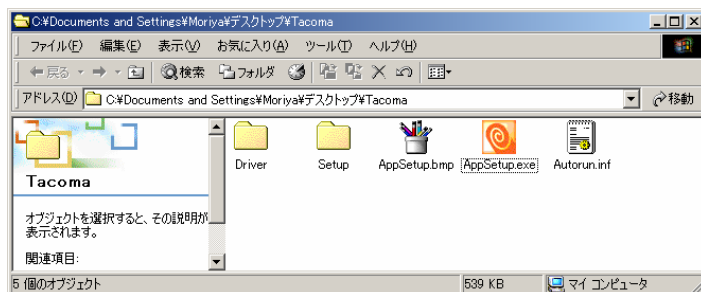 C:¥Documents and Settings¥Moriya¥デスクトップ¥Tacoma
ファイル(F) 編集(E) 表示(V) お気に入り(A) ツール(T) ヘルプ(H)
戻る 検索 フォルダ
アドレス(D) C:¥Documents and Settings¥Moriya¥デスクトップ¥Tacoma 移動
Tacoma
オブジェクトを選択すると、その説明が
表示されます。
関連項目:
Driver Setup AppSetup.bmp AppSetup.exe Autorun.inf
5 個のオブジェクト 539 KB マイ コンピュータ